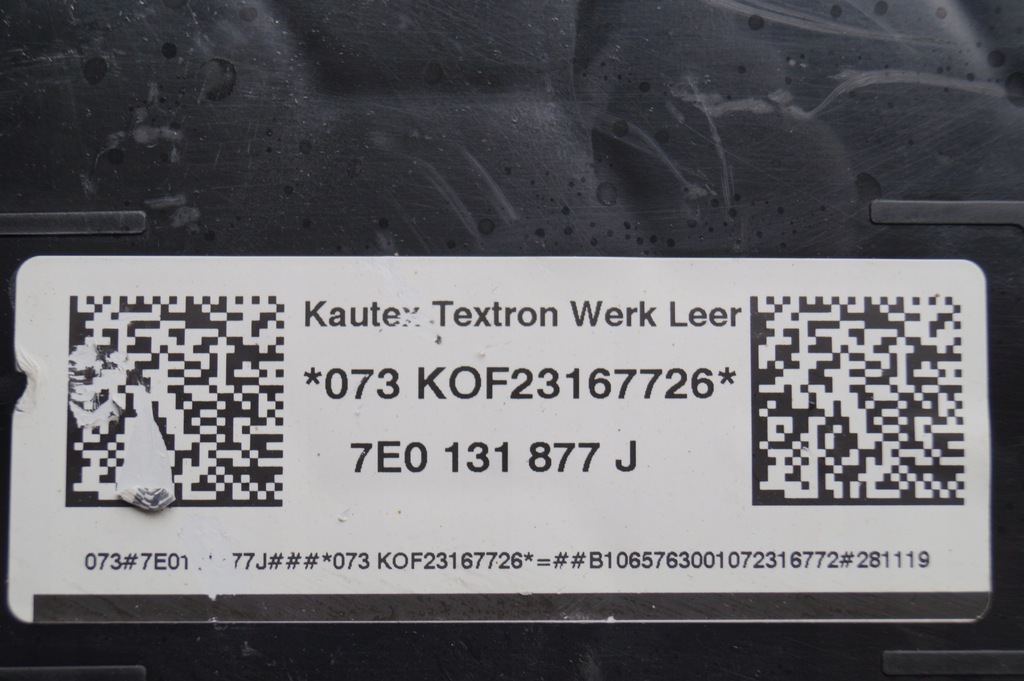 Kautex Textron Werk Leer
*073 KOF23167726*
7E0 131 877 J
073#7E01 77J###*073 KOF23167726*=##B1065763001072316772#281119